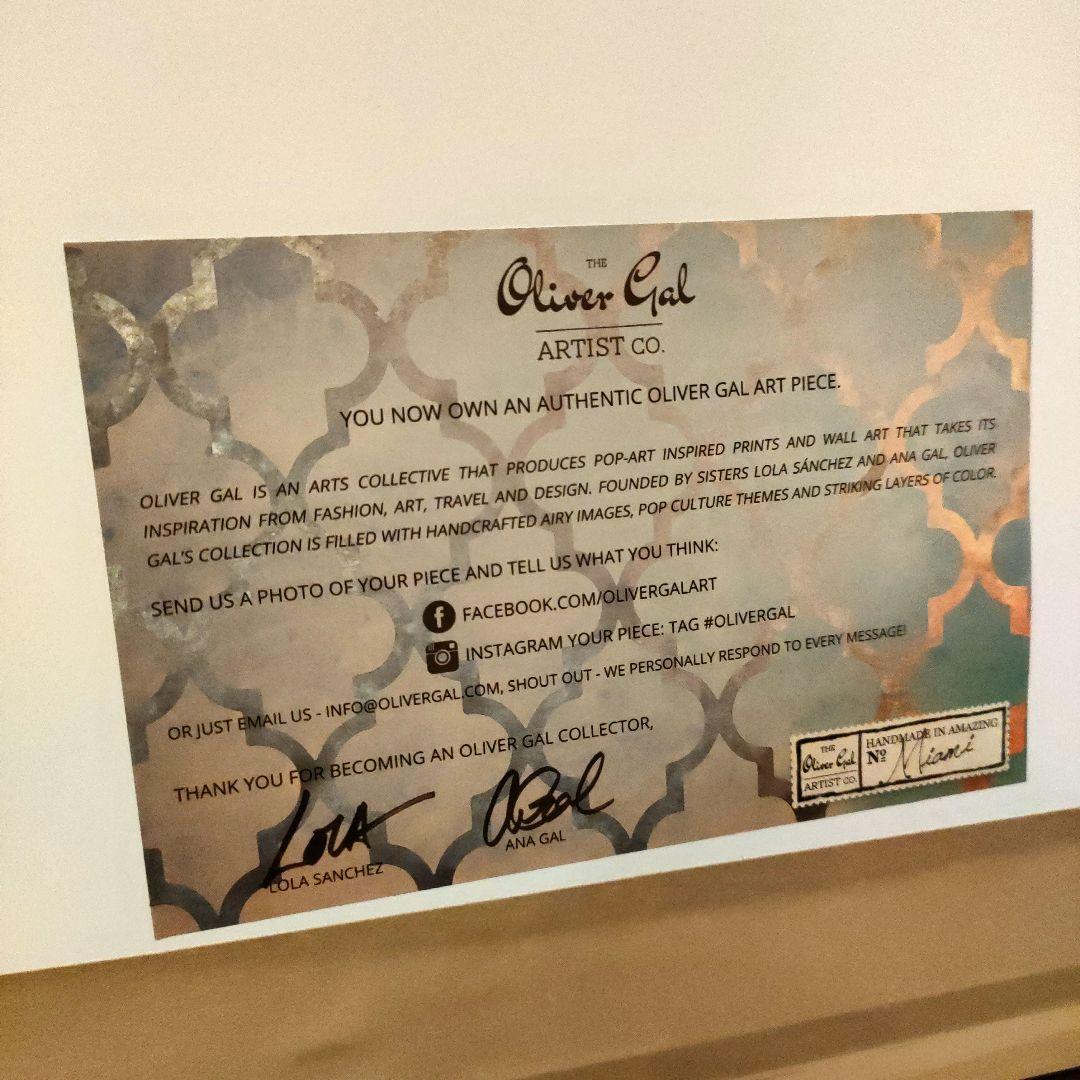 THE
Oliver Gal
ARTIST CO.
YOU NOW OWN AN AUTHENTIC OLIVER GAL ART PIECE.
OLIVER GAL IS AN ARTS COLLECTIVE THAT PRODUCES POP-ART INSPIRED PRINTS AND WALL ART THAT TAKES ITS
INSPIRATION FROM FASHION, ART, TRAVEL AND DESIGN. FOUNDED BY SISTERS LOLA SÁNCHEZ AND ANA GAL, OLIVER
GAL'S COLLECTION IS FILLED WITH HANDCRAFTED AIRY IMAGES, POP CULTURE THEMES AND STRIKING LAYERS OF COLOR.
SEND US A PHOTO OF YOUR PIECE AND TELL US WHAT YOU THINK:
f FACEBOOK.COM/OLIVERGALART
INSTAGRAM YOUR PIECE: TAG #OLIVERGAL
OR JUST EMAIL US - INFO@OLIVERGAL.COM, SHOUT OUT - WE PERSONALLY RESPOND TO EVERY MESSAGE!
THANK YOU FOR BECOMING AN OLIVER GAL COLLECTOR,
LOLA
LOLA SANCHEZ
AGal
ANA GAL
THE
Oliver Gal
ARTIST CO.
HANDMADE IN AMAZING
Nº Miami